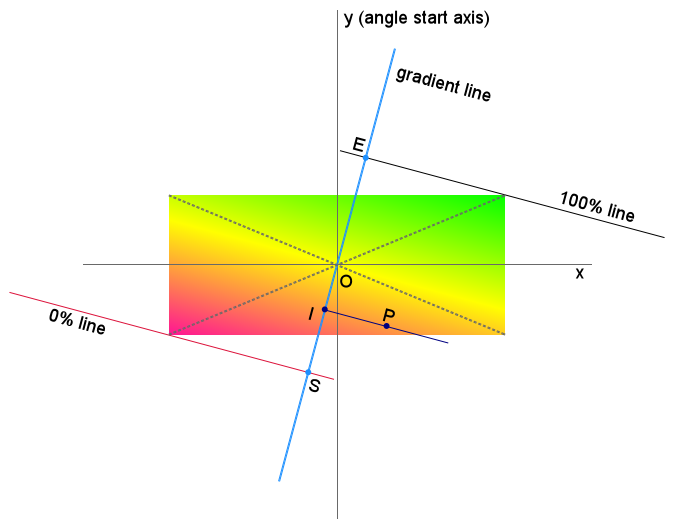 y (angle start axis)
gradient line
E
100% line
x
O
I
P
0% line
S